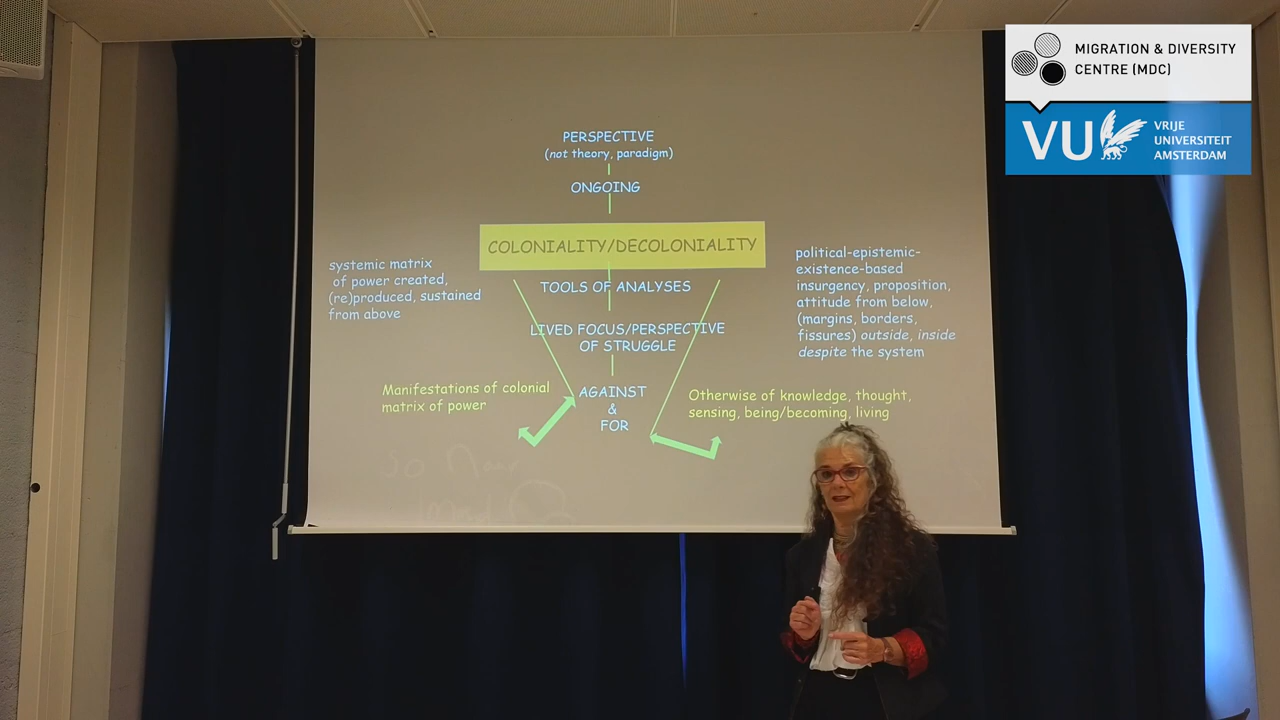 MIGRATION & DIVERSITY
CENTRE (MDC)
VU
VRIJE
UNIVERSITEIT
AMSTERDAM
PERSPECTIVE
(not theory, paradigm)
ONGOING
COLONIALITY/DECOLONIALITY
systemic matrix
of power created,
(re)produced, sustained
from above
TOOLS OF ANALYSES
LIVED FOCUS/PERSPECTIVE
OF STRUGGLE
political-epistemic-
existence-based
insurgency, proposition,
attitude from below,
(margins, borders,
fissures) outside, inside
despite the system
Manifestations of colonial
matrix of power
AGAINST
&
FOR
Otherwise of knowledge, thought,
sensing, being/becoming, living
so